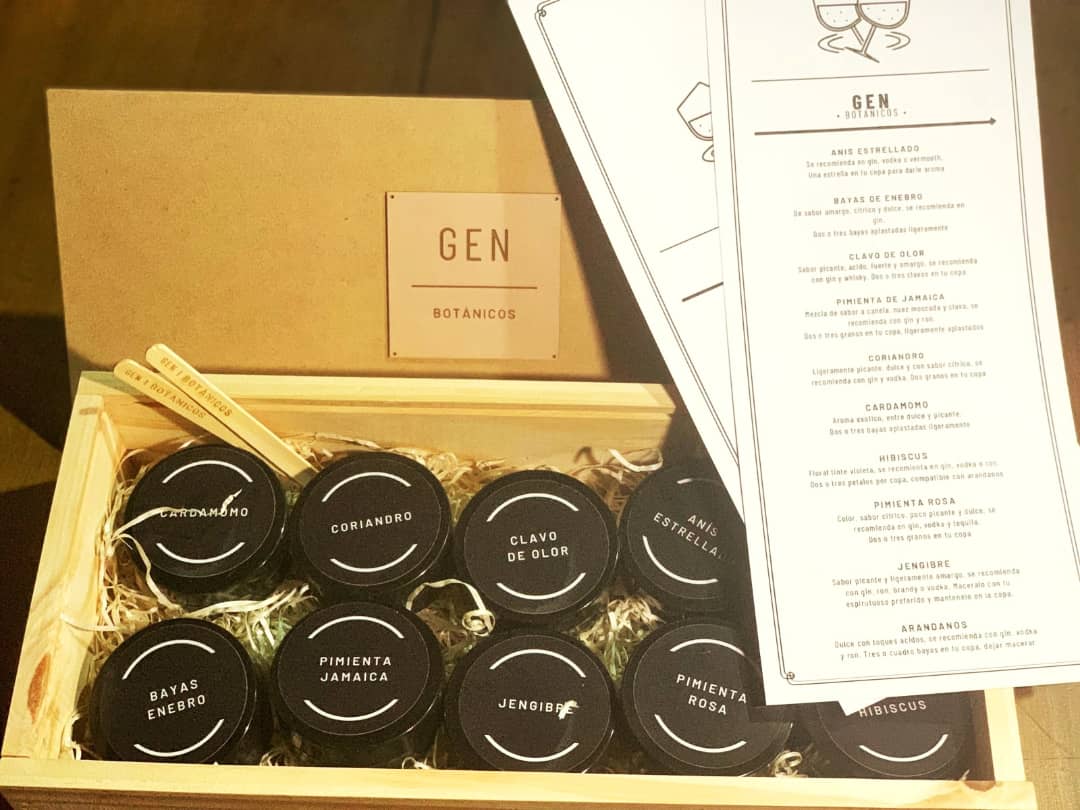 GEN
BOTÁNICOS
GEN | BOTÁNICOS
GEN | BOTÁNICOS
CARDAMOMO
CORIANDRO
CLAVO
DE OLOR
ANÍS
ESTRELLA
BAYAS
ENEBRO
PIMIENTA
JAMAICA
JENGIBRE
PIMIENTA
ROSA
HIBISCUS
GEN
• BOTÁNICOS •
ANIS ESTRELLADO
Se recomienda en gin, vodka o vermouth.
Una estrella en tu copa para darle aroma
BAYAS DE ENEBRO
De sabor amargo, cítrico y dulce, se recomienda en
gin.
Dos o tres bayas aplastadas ligeramente
CLAVO DE OLOR
Sabor picante, acido, fuerte y amargo, se recomienda
con gin y whisky. Dos o tres clavos en tu copa
PIMIENTA DE JAMAICA
Mezcla de sabor a canela, nuez moscada y clavo, se
recomienda con gin y ron.
Dos o tres granos en tu copa, ligeramente aplastados
CORIANDRO
Ligeramente picante, dulce y con sabor cítrico, se
recomienda con gin y vodka. Dos granos en tu copa
CARDAMOMO
Aroma exótico, entre dulce y picante.
Dos o tres bayas aplastadas ligeramente
HIBISCUS
Floral tinte violeta, se recomienta en gin, vodka o ron.
Dos o tres petalos por copa, compatible con arandanos
PIMIENTA ROSA
Color, sabor cítrico, poco picante y dulce, se
recomienda en gin, vodka y tequila.
Dos o tres granos en tu copa
JENGIBRE
Sabor picante y ligeramente amargo, se recomienda
con gin, ron, brandy o vodka. Maceralo con tu
espirutuoso preferido y mantenele en la copa.
ARANDANOS
Dulce con toques acídos, se recomienda con gin, vodka
y ron. Tres o cuadro bayas en tu copa, dejar macerar